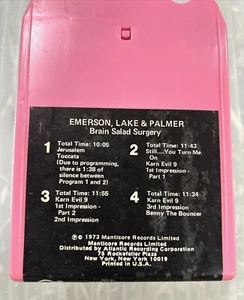 EMERSON, LAKE & PALMER
Brain Salad Surgery
1 Total Time: 10:05
Jerusalem
Toccata
(Due to programming,
there is 1:38 of
silence between
Program 1 and 2)
2 Total Time: 11:43
Still....You Turn Me
On
Karn Evil 9
1st Impression -
Part 1
3 Total Time: 11:55
Karn Evil 9
1st Impression -
Part 2
2nd Impression
4 Total Time: 11:34
Karn Evil 9
3rd Impression
Benny The Bouncer
© 1973 Manticore Records Limited
Manticore Records Limited
Distributed by Atlantic Recording Corporation
75 Rockefeller Plaza
New York, New York 10019
Printed in U.S.A.